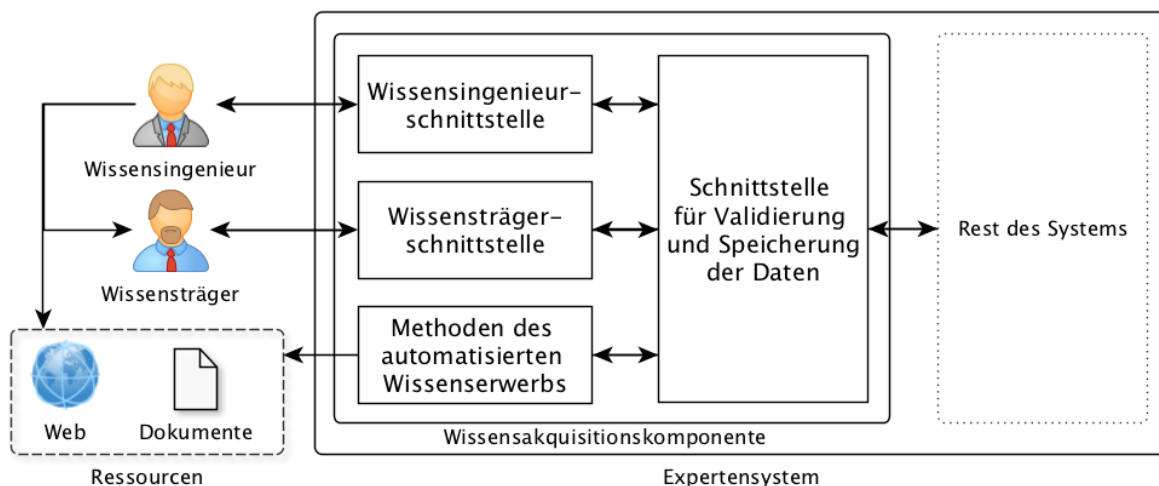 Wissensingenieur
Wissensträger
Web
Dokumente
Ressourcen
Wissensingenieur-
schnittstelle
Wissensträger-
schnittstelle
Methoden des
automatisierten
Wissenserwerbs
Schnittstelle
für Validierung
und Speicherung
der Daten
Wissensakquisitionskomponente
Rest des Systems
Expertensystem